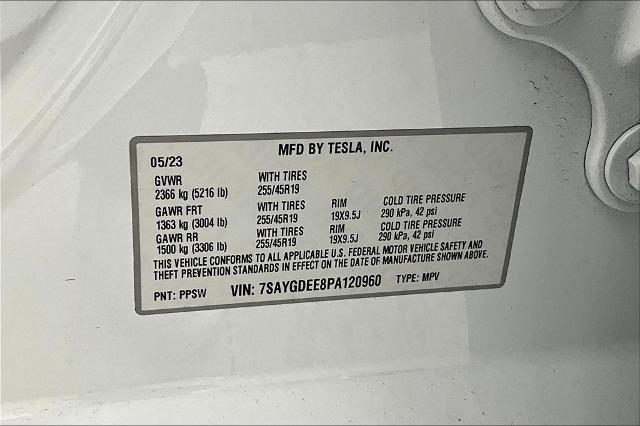 MFD BY TESLA, INC.
05/23
GVWR WITH TIRES
2366 kg (5216 lb) 255/45R19
GAWR FRT WITH TIRES RIM COLD TIRE PRESSURE
1363 kg (3004 lb) 255/45R19 19X9.5J 290 kPa, 42 psi
GAWR RR WITH TIRES RIM COLD TIRE PRESSURE
1500 kg (3306 lb) 255/45R19 19X9.5J 290 kPa, 42 psi
THIS VEHICLE CONFORMS TO ALL APPLICABLE U.S. FEDERAL MOTOR VEHICLE SAFETY AND
THEFT PREVENTION STANDARDS IN EFFECT ON THE DATE OF MANUFACTURE SHOWN ABOVE.
PNT: PPSW VIN: 7SAYGDEE8PA120960 TYPE: MPV